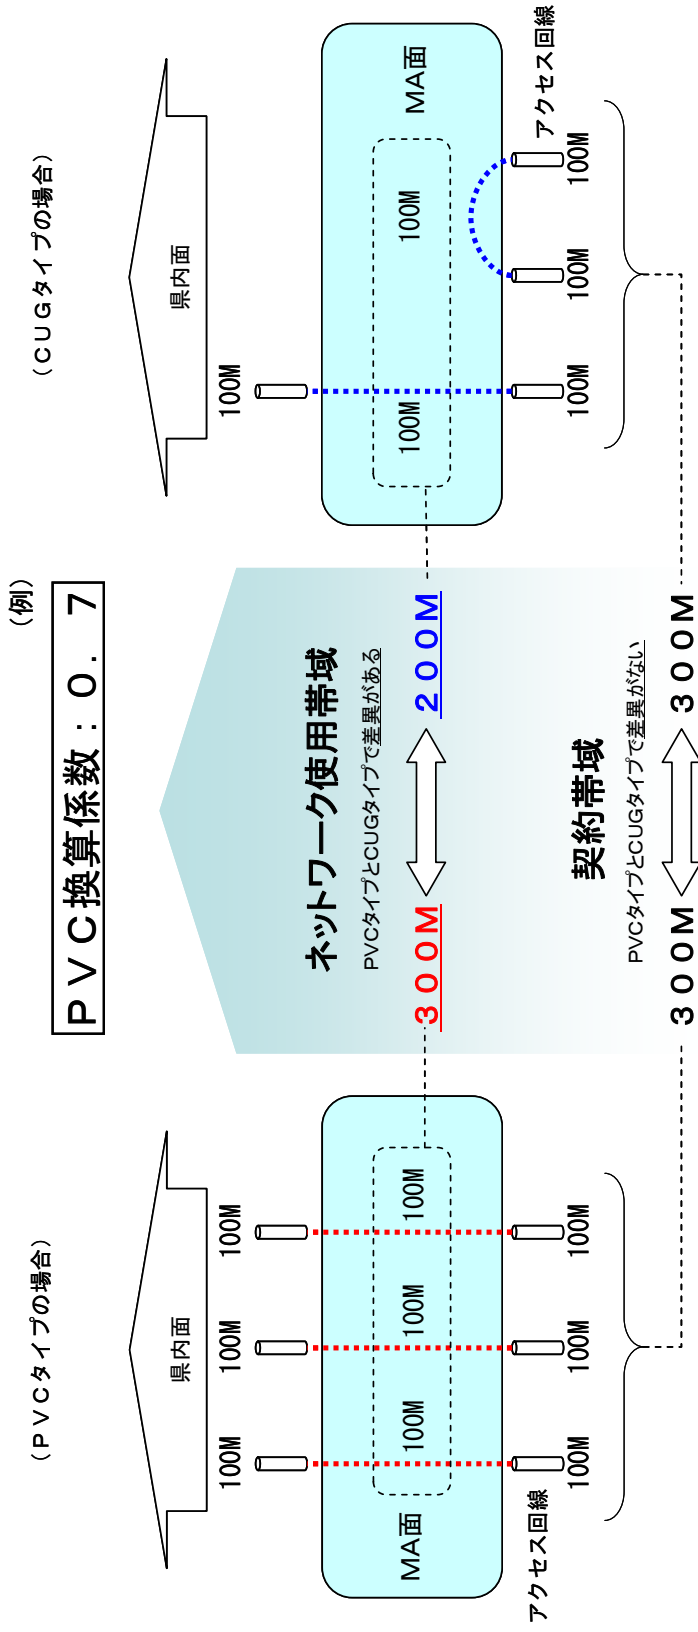 (例)
PVC換算係数：0．7
(PVCタイプの場合)
県内面
100M 100M 100M
MA面
100M 100M 100M
アクセス回線
100M 100M 100M
ネットワーク使用帯域
PVCタイプとCUGタイプで差異がある
300M 200M
契約帯域
PVCタイプとCUGタイプで差異がない
300M 300M
(CUGタイプの場合)
県内面
100M
MA面
100M 100M
アクセス回線
100M 100M 100M